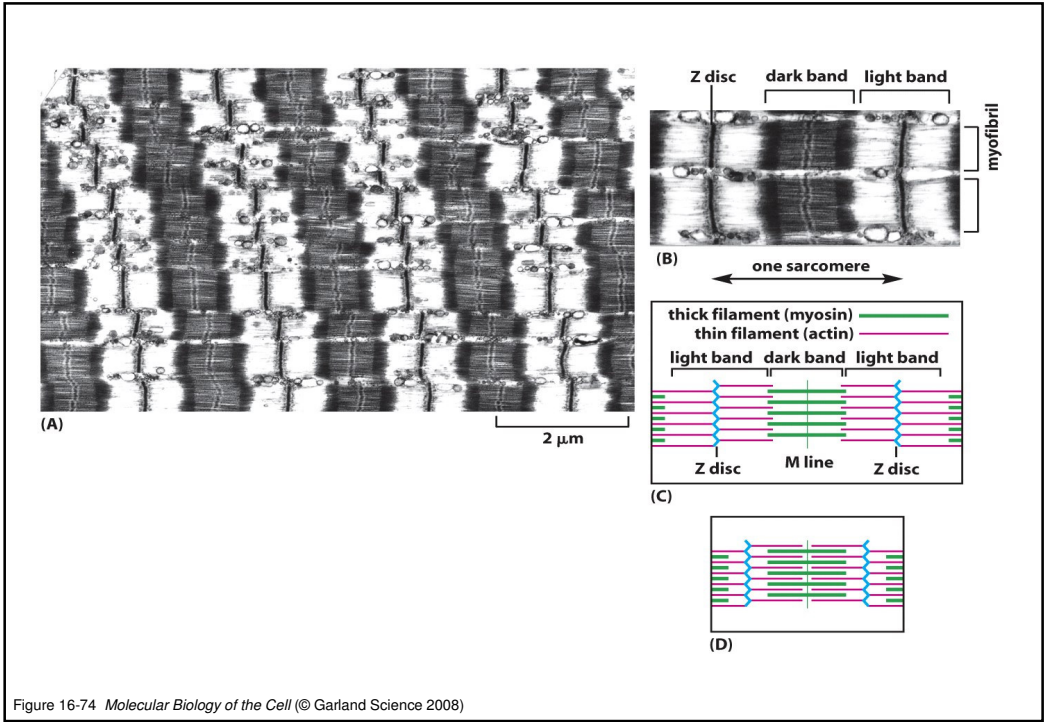 (A)
2 μm
Z disc
dark band
light band
myofibril
(B)
one sarcomere
thick filament (myosin)
thin filament (actin)
light band dark band light band
Z disc
M line
Z disc
(C)
(D)
Figure 16-74 Molecular Biology of the Cell (© Garland Science 2008)